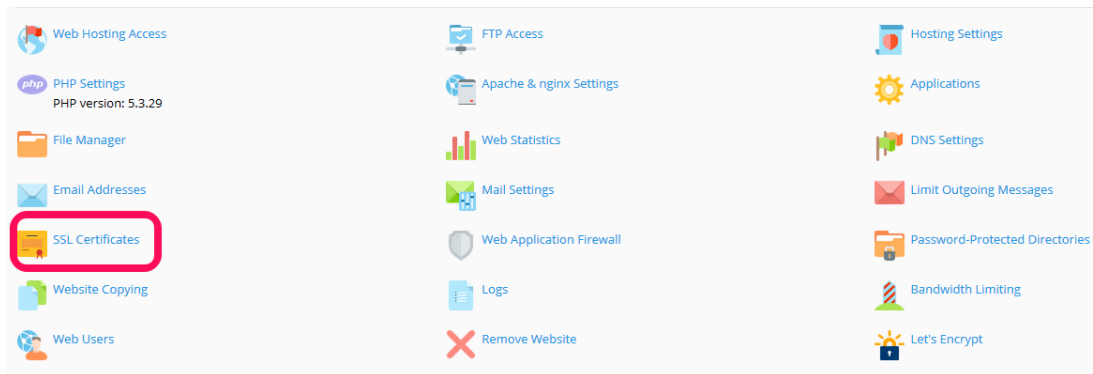 Web Hosting Access
FTP Access
Hosting Settings
php PHP Settings
PHP version: 5.3.29
Apache & nginx Settings
Applications
File Manager
Web Statistics
DNS Settings
Email Addresses
Mail Settings
Limit Outgoing Messages
SSL Certificates
Web Application Firewall
Password-Protected Directories
Website Copying
Logs
Bandwidth Limiting
Web Users
Remove Website
Let's Encrypt